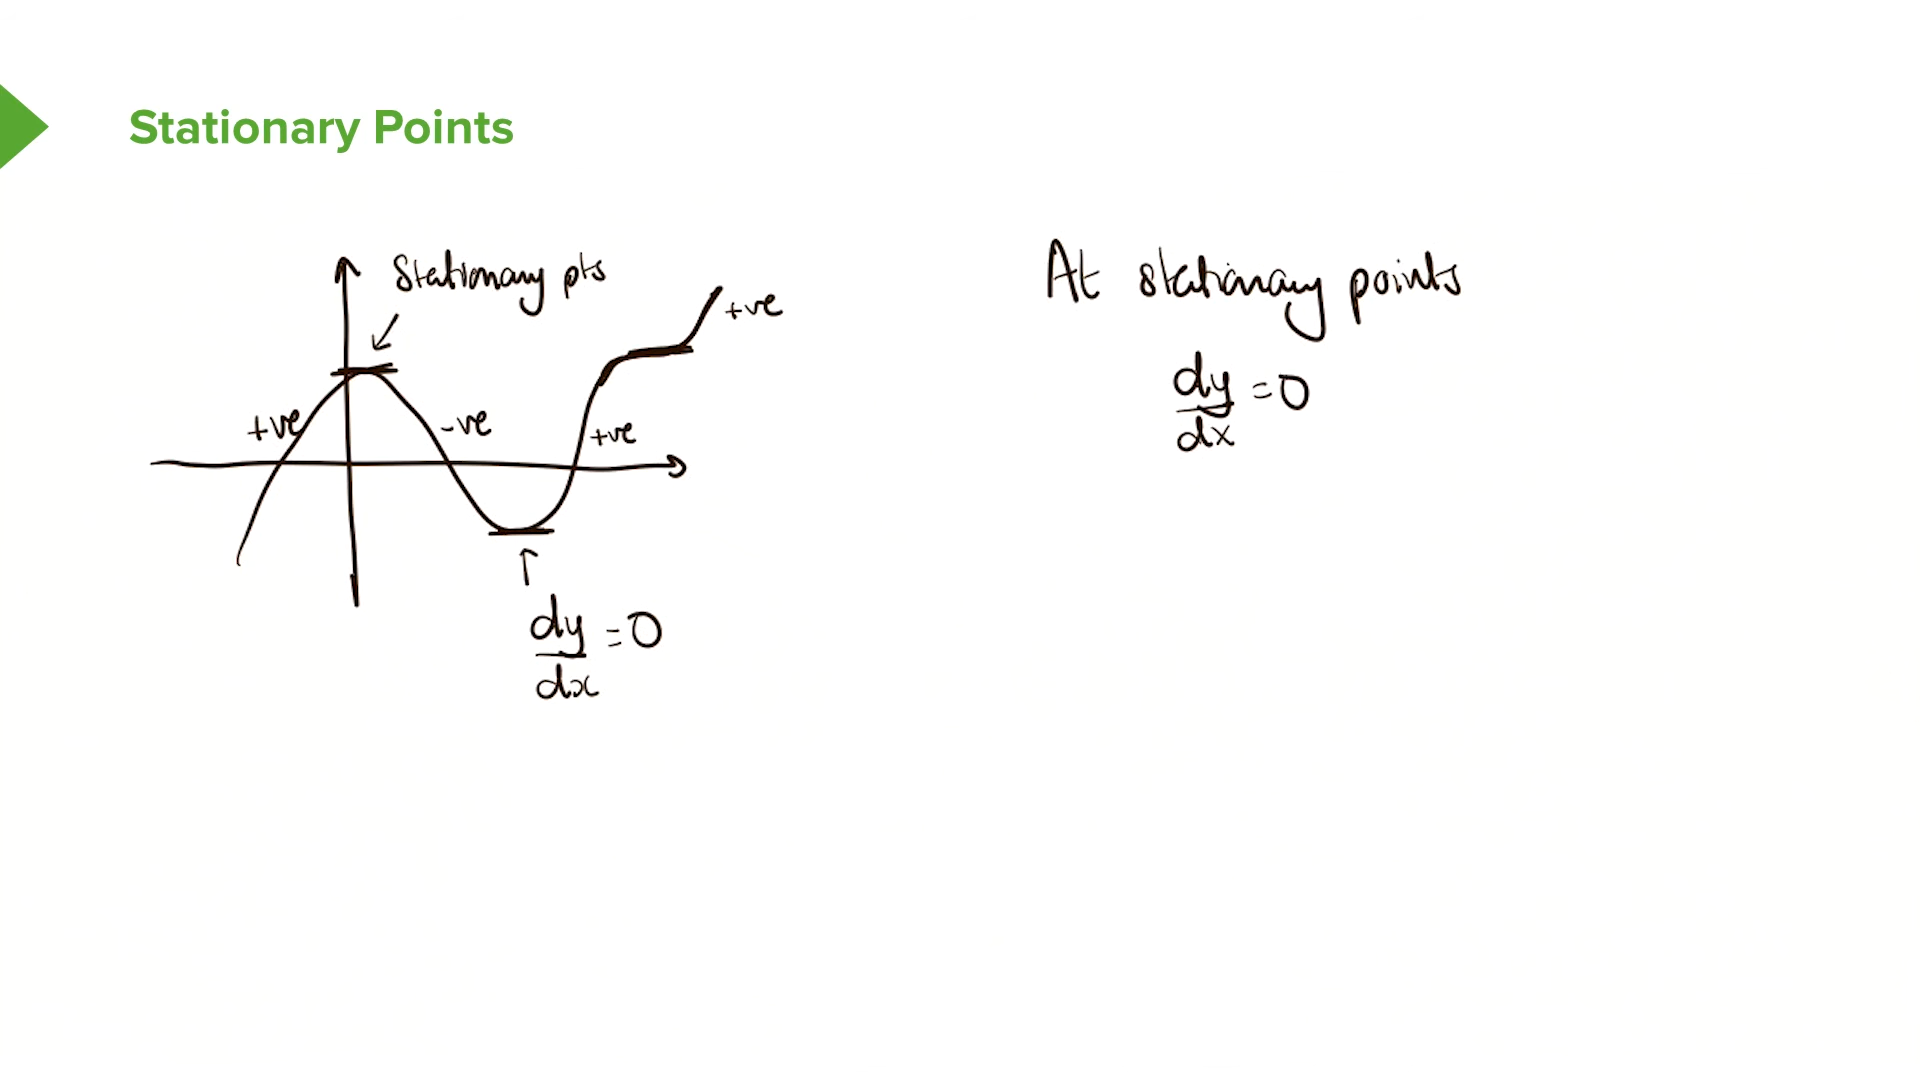 Stationary Points
Stationary pts
+ve
+ve
-ve
+ve
dy/dx = 0
At stationary points
dy/dx = 0